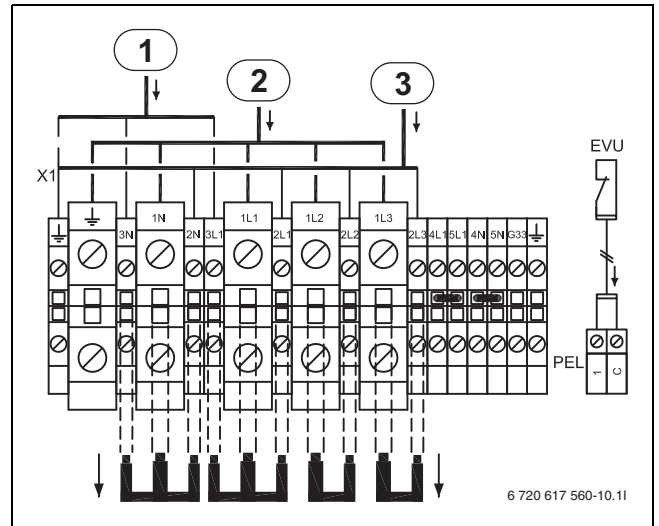 1
2
3
EVU
X1
3N 1N 2N 3L1 1L1 2L1 1L2 2L2 1L3 2L3 4L1 5L1 4N 5N G33
PEL 1 C
6 720 617 560-10.1I